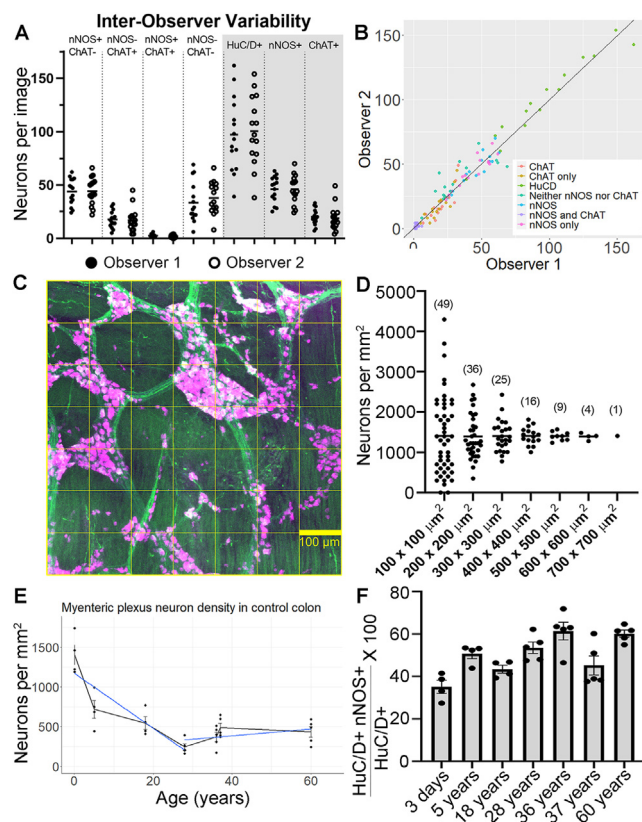 Inter-Observer Variability
A
nNOS+ nNOS- nNOS+ nNOS- HuC/D+ nNOS+ ChAT+
ChAT- ChAT+ ChAT+ ChAT-
Neurons per image
150
100
50
0
Observer 1 Observer 2
B
Observer 2
150
100
50
0
ChAT
ChAT only
HuCD
Neither nNOS nor ChAT
nNOS
nNOS and ChAT
nNOS only
0 50 100 150
Observer 1
C
100 μm
D
Neurons per mm²
5000
4000
3000
2000
1000
0
(49)
(36)
(25)
(16)
(9)
(4)
(1)
100 x 100 μm²
200 x 200 μm²
300 x 300 μm²
400 x 400 μm²
500 x 500 μm²
600 x 600 μm²
700 x 700 μm²
E
Myenteric plexus neuron density in control colon
Neurons per mm²
1500
1000
500
0
0 20 40 60
Age (years)
F
HuC/D+ nNOS+
HuC/D+
X 100
80
60
40
20
0
3 days
5 years
18 years
28 years
36 years
37 years
60 years